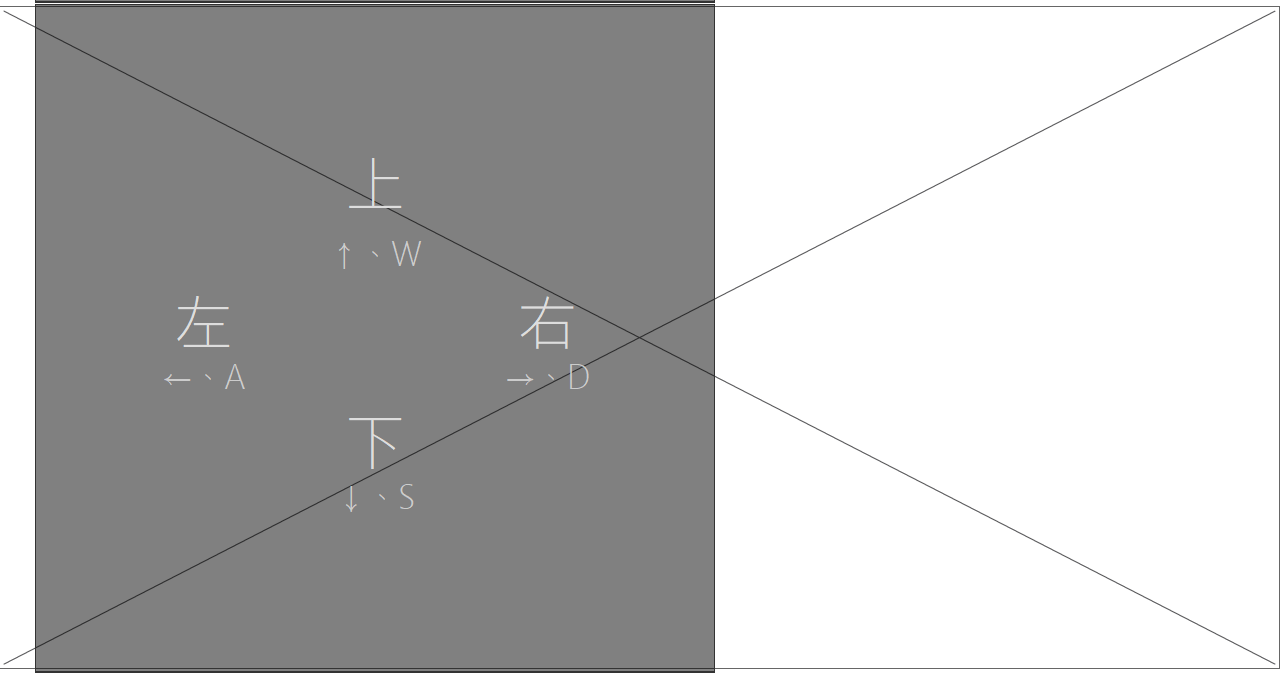 上
↑、W
左
←、A
右
→、D
下
↓、S